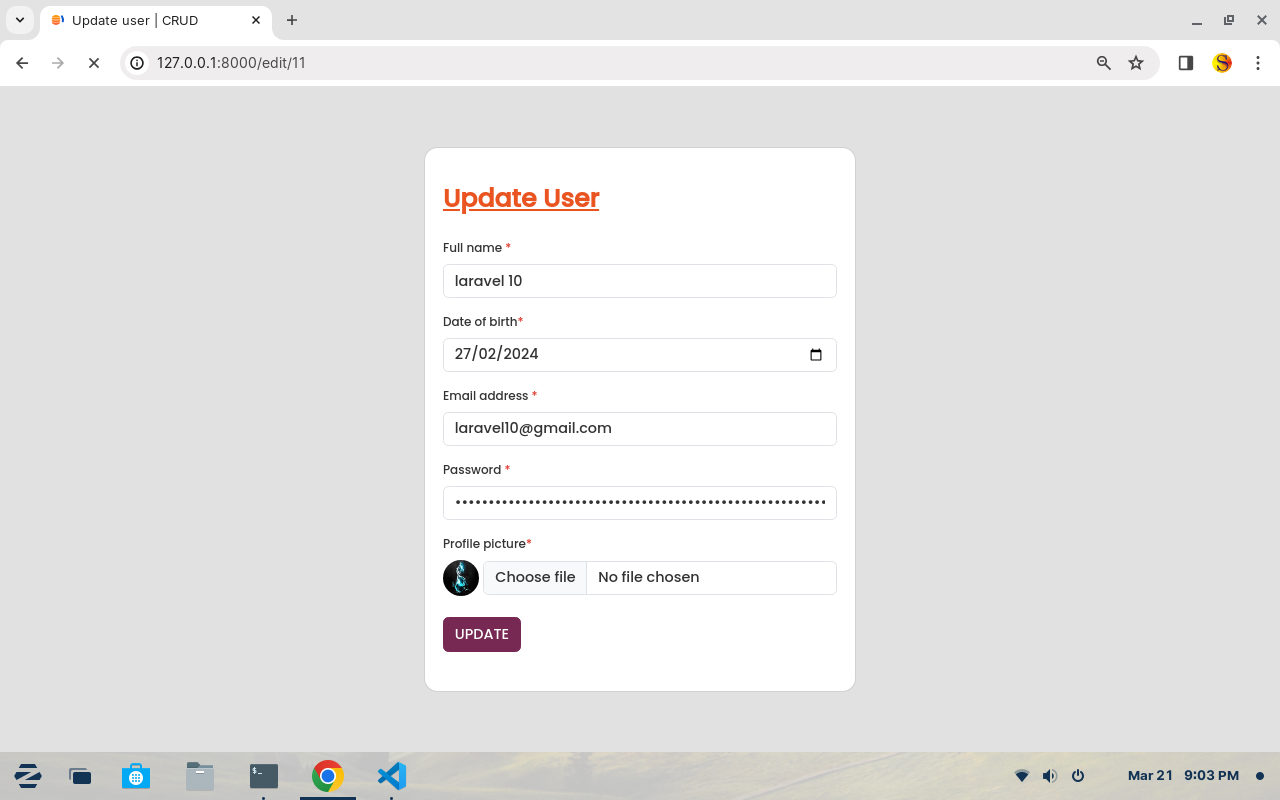 Update user | CRUD
127.0.0.1:8000/edit/11
Update User
Full name *
laravel 10
Date of birth*
27/02/2024
Email address *
laravel10@gmail.com
Password *
Profile picture*
Choose file No file chosen
UPDATE
Mar 21 9:03 PM